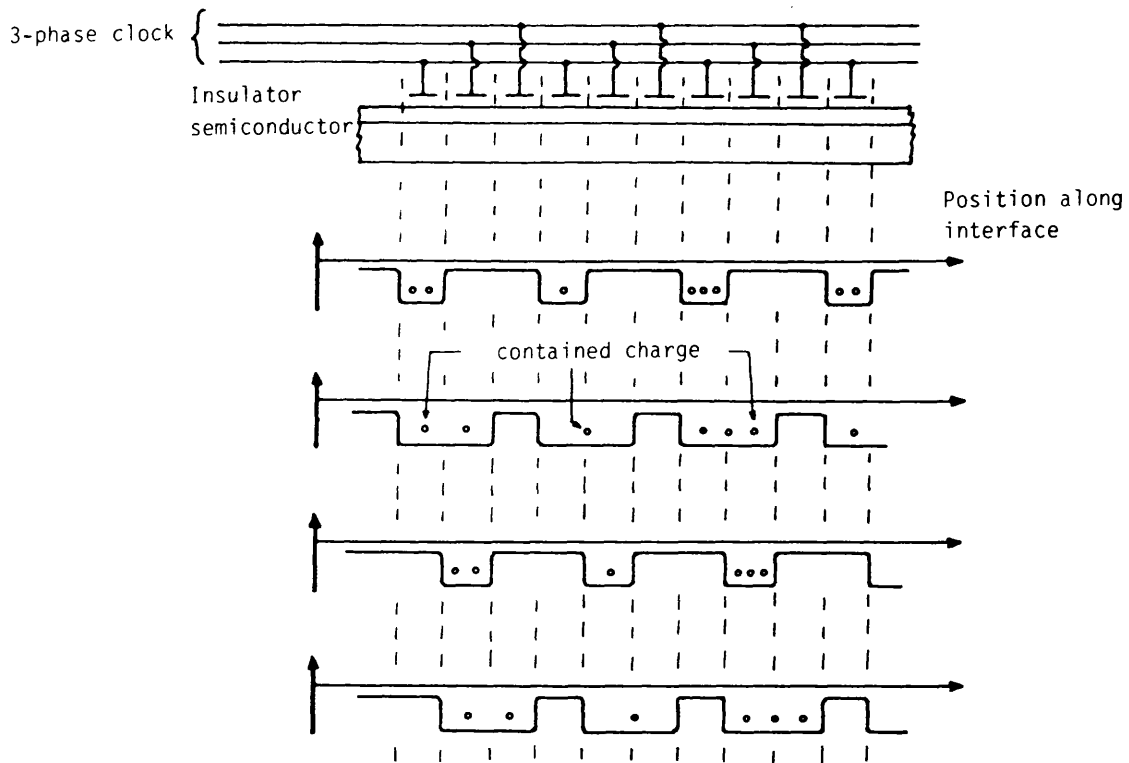 3-phase clock
Insulator
semiconductor
Position along
interface
contained charge